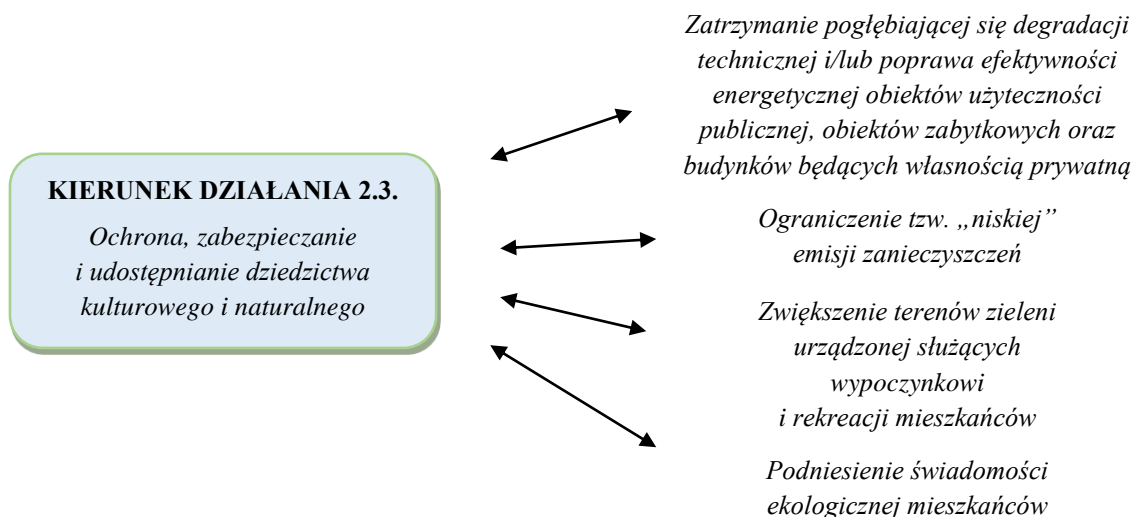 Zatrzymanie pogłębiającej się degradacji
technicznej i/lub poprawa efektywności
energetycznej obiektów użyteczności
publicznej, obiektów zabytkowych oraz
budynków będących własnością prywatną
KIERUNEK DZIAŁANIA 2.3.
Ochrona, zabezpieczanie
i udostępnianie dziedzictwa
kulturowego i naturalnego
Ograniczenie tzw. „niskiej”
emisji zanieczyszczeń
Zwiększenie terenów zieleni
urządzonej służących
wypoczynkowi
i rekreacji mieszkańców
Podniesienie świadomości
ekologicznej mieszkańców